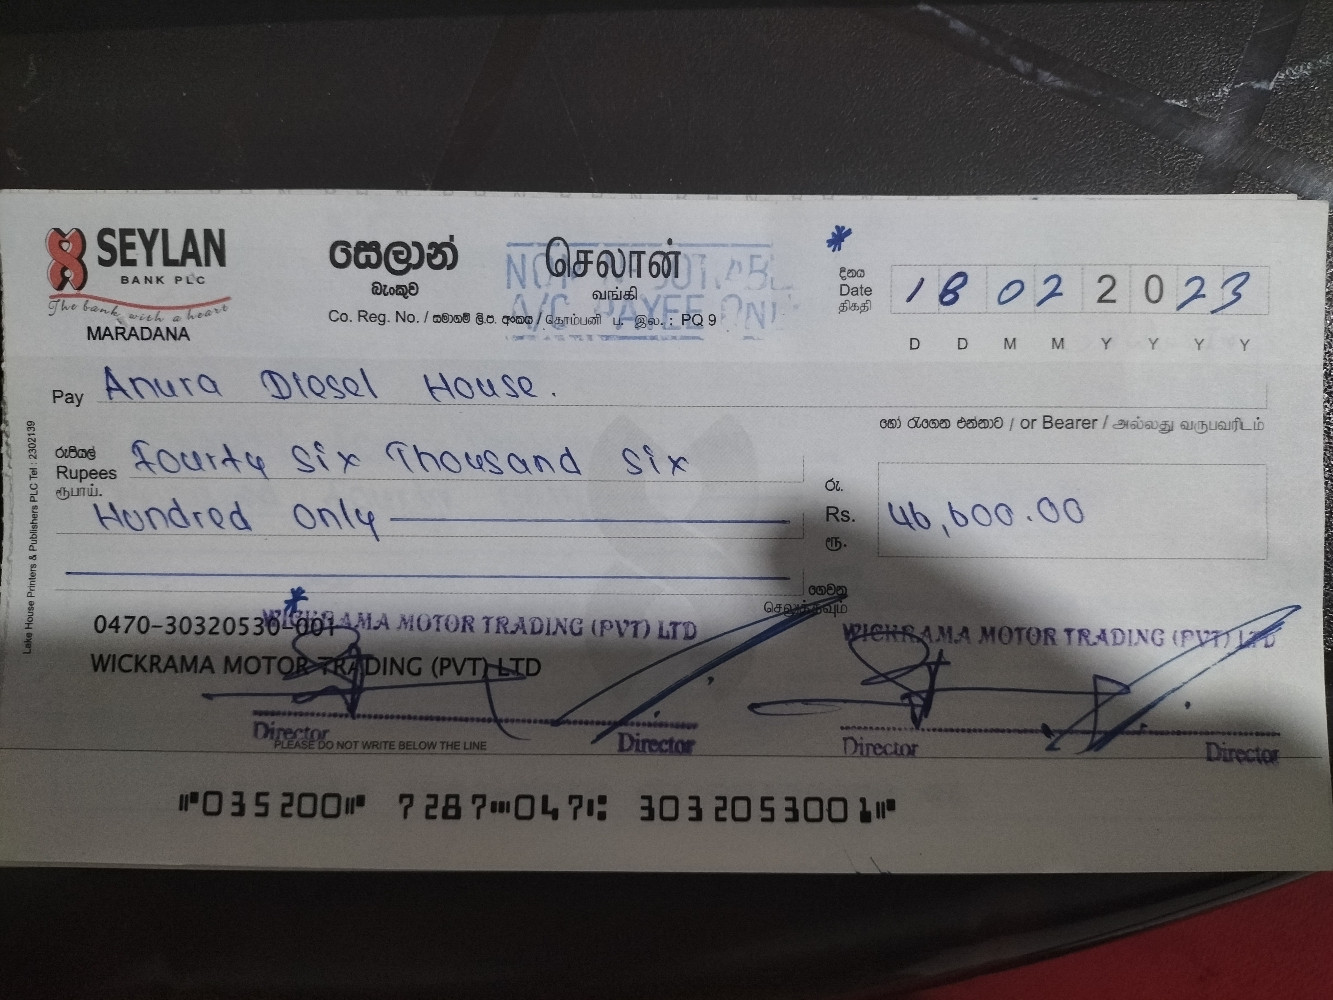 SEYLAN
BANK PLC
The bank with a heart
MARADANA
සෙලාන්
බැංකුව
செலான்
வங்கி
Co. Reg. No. / සමාගම් ලි.ප. අංකය / கொம்பனி ப. இல. : PQ 9
A/C PAYEE ONL
දිනය
Date
திகதி
18 02 2023
D D M M Y Y Y Y
Pay Anura Diesel House.
හෝ රැගෙන එන්නාට / or Bearer / அல்லது வருபவரிடம்
රුපියල්
Rupees
ரூபாய்.
Fourty Six Thousand Six
Hundred Only
රු.
Rs.
ரூ.
46,600.00
ගෙවනු
செலுத்தவும்
0470-30320530-001
WICKRAMA MOTOR TRADING (PVT) LTD
WICKRAMA MOTOR TRADING (PVT) LTD
WICKRAMA MOTOR TRADING (PVT) LTD
Director Director
Director Director
PLEASE DO NOT WRITE BELOW THE LINE
Lake House Printers & Publishers PLC Tel : 2302139
⑈035200⑈ 7287⑉047⑆ 303205300 1⑈